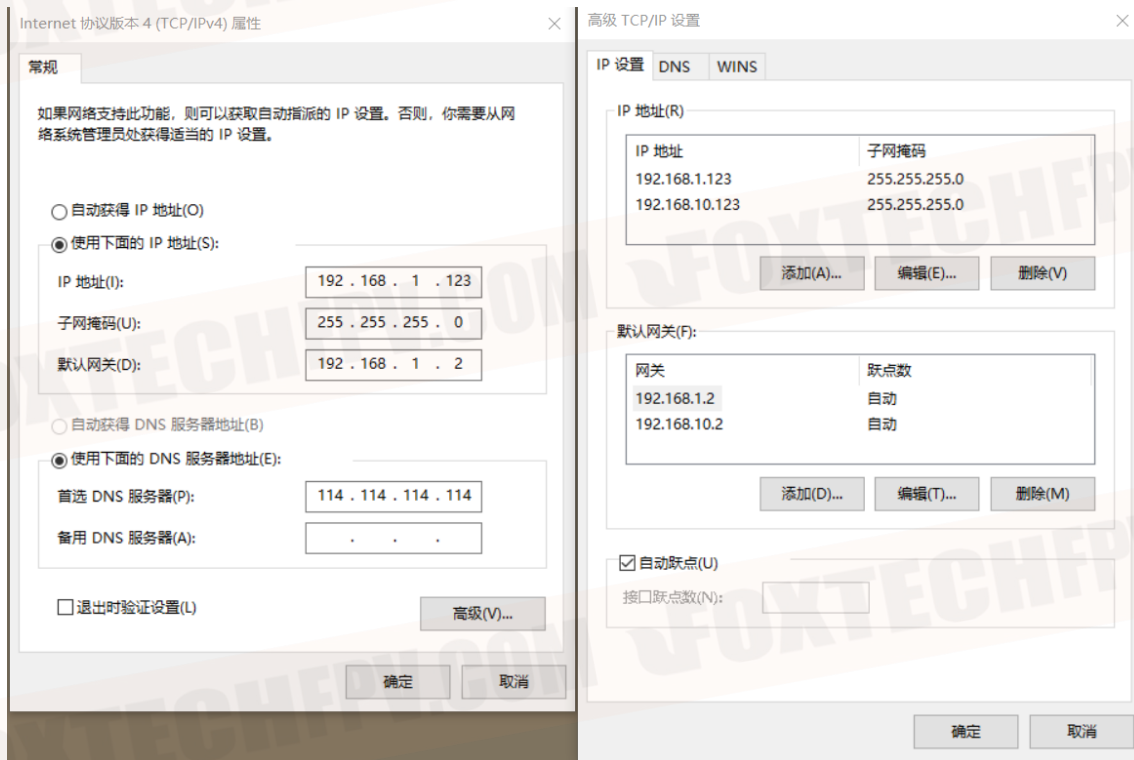 Internet 协议版本 4 (TCP/IPv4) 属性
常规
如果网络支持此功能，则可以获取自动指派的 IP 设置。否则，你需要从网
络系统管理员处获得适当的 IP 设置。
自动获得 IP 地址(O)
使用下面的 IP 地址(S):
IP 地址(I): 192 . 168 . 1 . 123
子网掩码(U): 255 . 255 . 255 . 0
默认网关(D): 192 . 168 . 1 . 2
自动获得 DNS 服务器地址(B)
使用下面的 DNS 服务器地址(E):
首选 DNS 服务器(P): 114 . 114 . 114 . 114
备用 DNS 服务器(A): . . .
退出时验证设置(L)
高级(V)...
确定 取消
高级 TCP/IP 设置
IP 设置 DNS WINS
IP 地址(R)
IP 地址 子网掩码
192.168.1.123 255.255.255.0
192.168.10.123 255.255.255.0
添加(A)... 编辑(E)... 删除(V)
默认网关(F):
网关 跃点数
192.168.1.2 自动
192.168.10.2 自动
添加(D)... 编辑(T)... 删除(M)
自动跃点(U)
接口跃点数(N):
确定 取消
FOXTECHFPV.COM